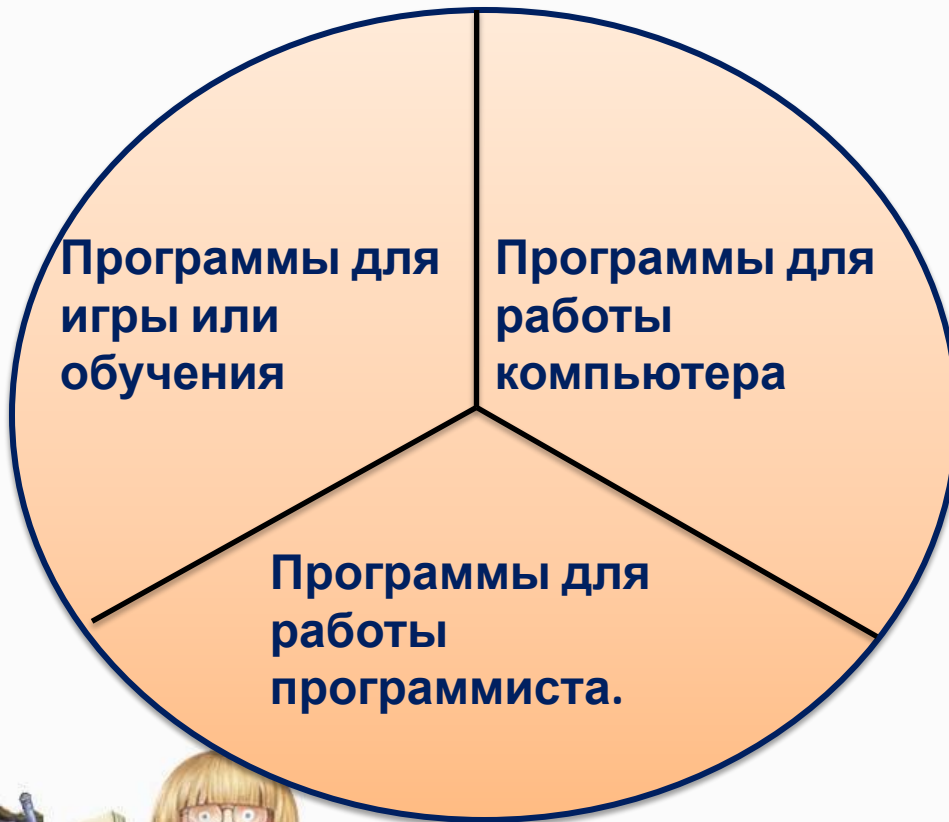 Программы для
игры или
обучения
Программы для
работы
компьютера
Программы для
работы
программиста.